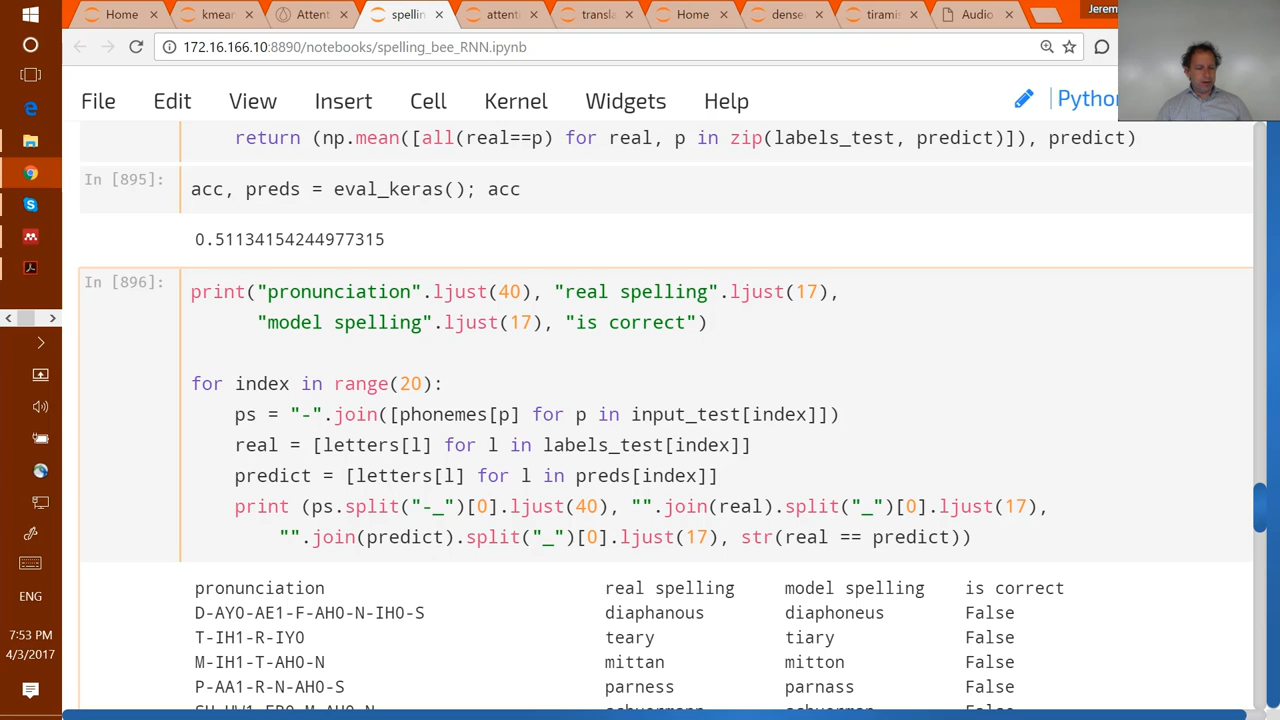 Home
kmean
Attent
spellin
attenti
transla
Home
dense
tiramis
Audio
Jerem
172.16.166.10:8890/notebooks/spelling_bee_RNN.ipynb
File Edit View Insert Cell Kernel Widgets Help
Pytho
return (np.mean([all(real==p) for real, p in zip(labels_test, predict)]), predict)
In [895]:
acc, preds = eval_keras(); acc
0.51134154244977315
In [896]:
print("pronunciation".ljust(40), "real spelling".ljust(17),
"model spelling".ljust(17), "is correct")
for index in range(20):
ps = "-".join([phonemes[p] for p in input_test[index]])
real = [letters[l] for l in labels_test[index]]
predict = [letters[l] for l in preds[index]]
print (ps.split("-_")[0].ljust(40), "".join(real).split("_")[0].ljust(17),
"".join(predict).split("_")[0].ljust(17), str(real == predict))
pronunciation real spelling model spelling is correct
D-AY0-AE1-F-AH0-N-IH0-S diaphanous diaphoneus False
T-IH1-R-IY0 teary tiary False
M-IH1-T-AH0-N mittan mitton False
P-AA1-R-N-AH0-S parness parnass False
ENG
7:53 PM
4/3/2017